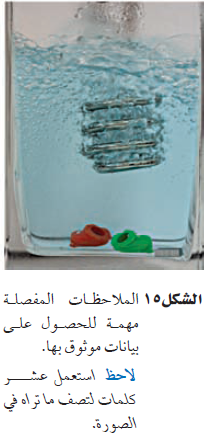 الشكل١٥ الملاحظات المفصلة
مهمة للحصول على
بيانات موثوق بها.
لاحظ استعمل عشر
كلمات لتصف ما تراه في
الصورة.